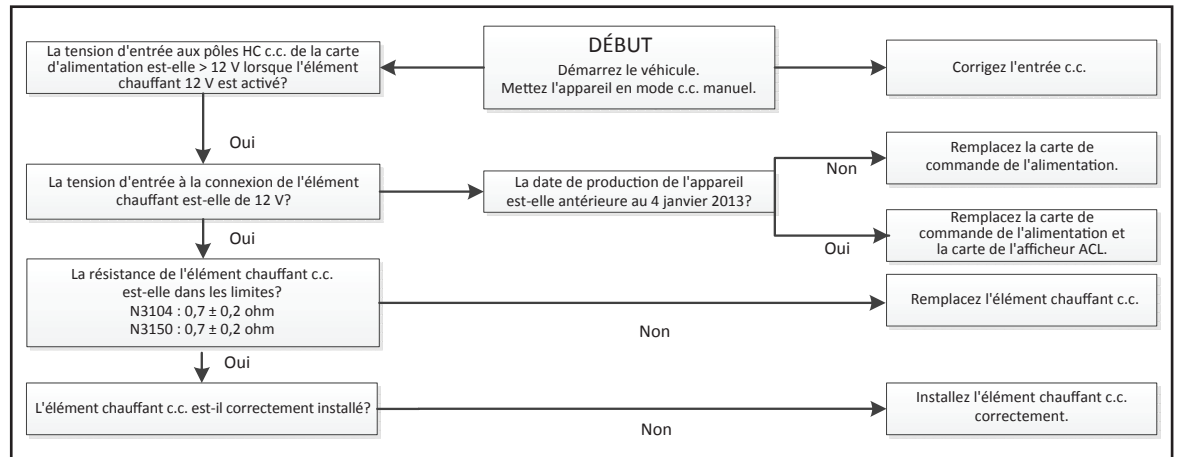 DÉBUT
Démarrez le véhicule.
Mettez l'appareil en mode c.c. manuel.
La tension d'entrée aux pôles HC c.c. de la carte
d'alimentation est-elle > 12 V lorsque l'élément
chauffant 12 V est activé?
Corrigez l'entrée c.c.
Oui
La tension d'entrée à la connexion de l'élément
chauffant est-elle de 12 V?
La date de production de l'appareil
est-elle antérieure au 4 janvier 2013?
Non
Remplacez la carte de
commande de l'alimentation.
Oui
Remplacez la carte de
commande de l'alimentation et
la carte de l'afficheur ACL.
Oui
La résistance de l'élément chauffant c.c.
est-elle dans les limites?
N3104 : 0,7 ± 0,2 ohm
N3150 : 0,7 ± 0,2 ohm
Non
Remplacez l'élément chauffant c.c.
Oui
L'élément chauffant c.c. est-il correctement installé?
Non
Installez l'élément chauffant c.c.
correctement.